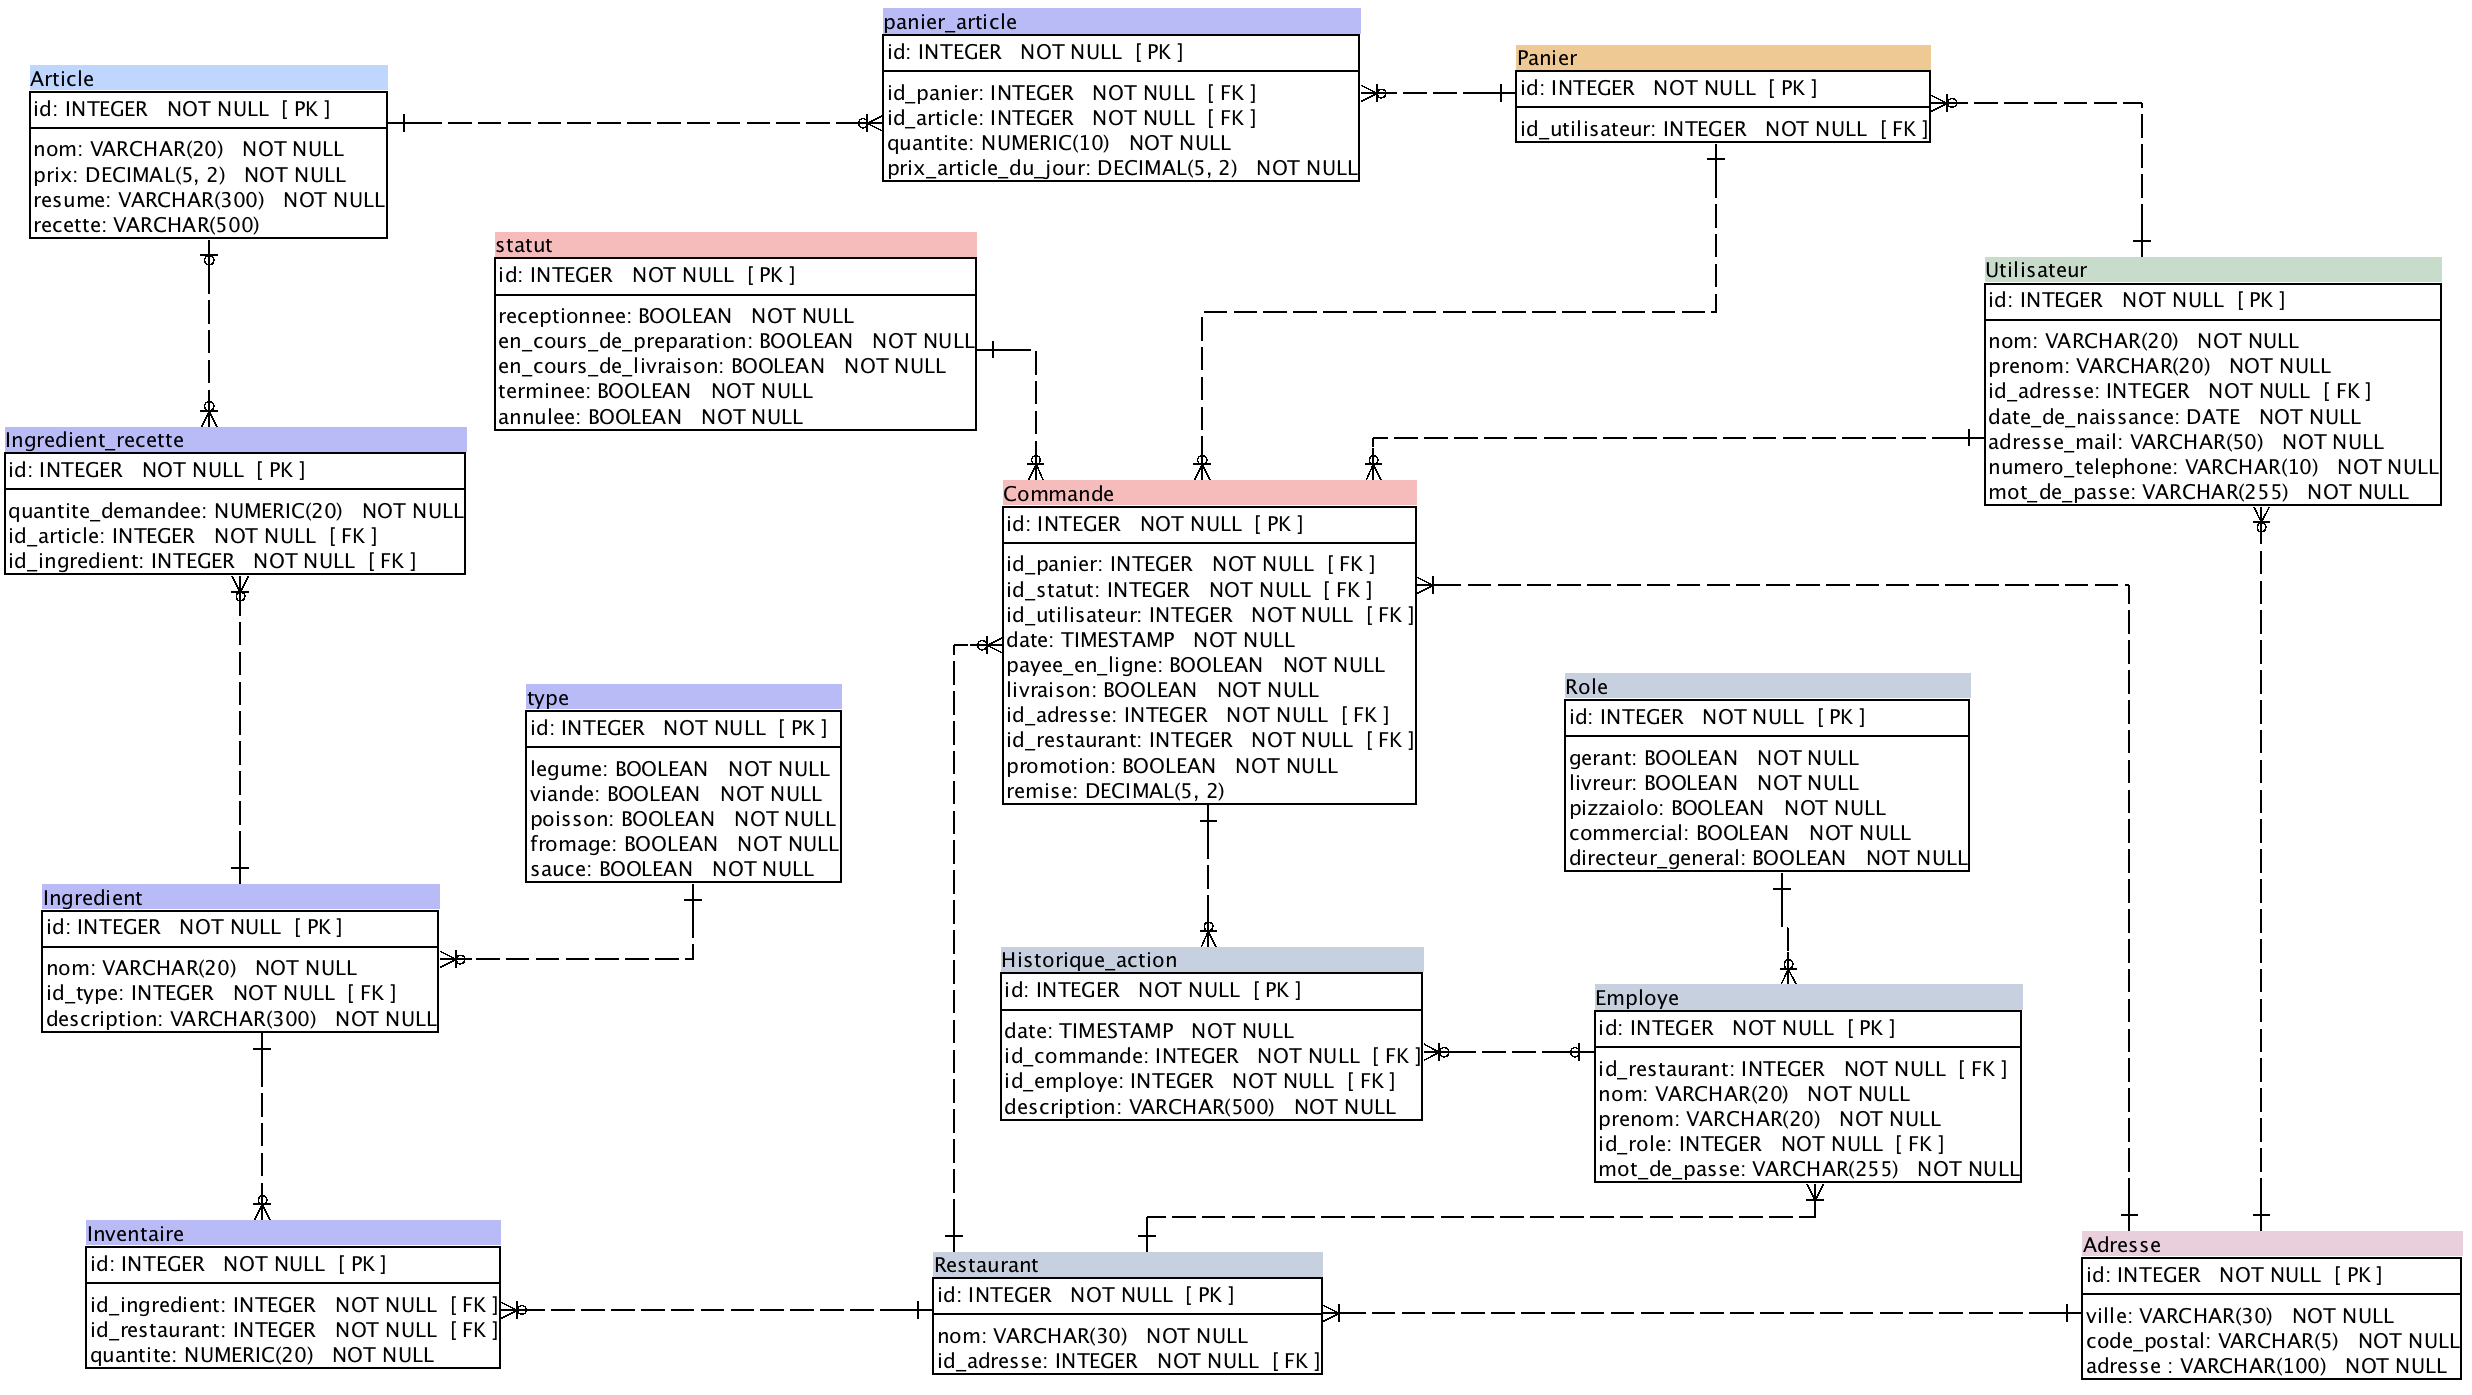 panier_article
id: INTEGER   NOT NULL  [ PK ]
id_panier: INTEGER   NOT NULL  [ FK ]
id_article: INTEGER   NOT NULL  [ FK ]
quantite: NUMERIC(10)   NOT NULL
prix_article_du_jour: DECIMAL(5, 2)   NOT NULL
Panier
id: INTEGER   NOT NULL  [ PK ]
id_utilisateur: INTEGER   NOT NULL  [ FK ]
Article
id: INTEGER   NOT NULL  [ PK ]
nom: VARCHAR(20)   NOT NULL
prix: DECIMAL(5, 2)   NOT NULL
resume: VARCHAR(300)   NOT NULL
recette: VARCHAR(500)
statut
id: INTEGER   NOT NULL  [ PK ]
receptionnee: BOOLEAN   NOT NULL
en_cours_de_preparation: BOOLEAN   NOT NULL
en_cours_de_livraison: BOOLEAN   NOT NULL
terminee: BOOLEAN   NOT NULL
annulee: BOOLEAN   NOT NULL
Utilisateur
id: INTEGER   NOT NULL  [ PK ]
nom: VARCHAR(20)   NOT NULL
prenom: VARCHAR(20)   NOT NULL
id_adresse: INTEGER   NOT NULL  [ FK ]
date_de_naissance: DATE   NOT NULL
adresse_mail: VARCHAR(50)   NOT NULL
numero_telephone: VARCHAR(10)   NOT NULL
mot_de_passe: VARCHAR(255)   NOT NULL
Ingredient_recette
id: INTEGER   NOT NULL  [ PK ]
quantite_demandee: NUMERIC(20)   NOT NULL
id_article: INTEGER   NOT NULL  [ FK ]
id_ingredient: INTEGER   NOT NULL  [ FK ]
Commande
id: INTEGER   NOT NULL  [ PK ]
id_panier: INTEGER   NOT NULL  [ FK ]
id_statut: INTEGER   NOT NULL  [ FK ]
id_utilisateur: INTEGER   NOT NULL  [ FK ]
date: TIMESTAMP   NOT NULL
payee_en_ligne: BOOLEAN   NOT NULL
livraison: BOOLEAN   NOT NULL
id_adresse: INTEGER   NOT NULL  [ FK ]
id_restaurant: INTEGER   NOT NULL  [ FK ]
promotion: BOOLEAN   NOT NULL
remise: DECIMAL(5, 2)
type
id: INTEGER   NOT NULL  [ PK ]
legume: BOOLEAN   NOT NULL
viande: BOOLEAN   NOT NULL
poisson: BOOLEAN   NOT NULL
fromage: BOOLEAN   NOT NULL
sauce: BOOLEAN   NOT NULL
Role
id: INTEGER   NOT NULL  [ PK ]
gerant: BOOLEAN   NOT NULL
livreur: BOOLEAN   NOT NULL
pizzaiolo: BOOLEAN   NOT NULL
commercial: BOOLEAN   NOT NULL
directeur_general: BOOLEAN   NOT NULL
Ingredient
id: INTEGER   NOT NULL  [ PK ]
nom: VARCHAR(20)   NOT NULL
id_type: INTEGER   NOT NULL  [ FK ]
description: VARCHAR(300)   NOT NULL
Historique_action
id: INTEGER   NOT NULL  [ PK ]
date: TIMESTAMP   NOT NULL
id_commande: INTEGER   NOT NULL  [ FK ]
id_employe: INTEGER   NOT NULL  [ FK ]
description: VARCHAR(500)   NOT NULL
Employe
id: INTEGER   NOT NULL  [ PK ]
id_restaurant: INTEGER   NOT NULL  [ FK ]
nom: VARCHAR(20)   NOT NULL
prenom: VARCHAR(20)   NOT NULL
id_role: INTEGER   NOT NULL  [ FK ]
mot_de_passe: VARCHAR(255)   NOT NULL
Inventaire
id: INTEGER   NOT NULL  [ PK ]
id_ingredient: INTEGER   NOT NULL  [ FK ]
id_restaurant: INTEGER   NOT NULL  [ FK ]
quantite: NUMERIC(20)   NOT NULL
Restaurant
id: INTEGER   NOT NULL  [ PK ]
nom: VARCHAR(30)   NOT NULL
id_adresse: INTEGER   NOT NULL  [ FK ]
Adresse
id: INTEGER   NOT NULL  [ PK ]
ville: VARCHAR(30)   NOT NULL
code_postal: VARCHAR(5)   NOT NULL
adresse : VARCHAR(100)   NOT NULL